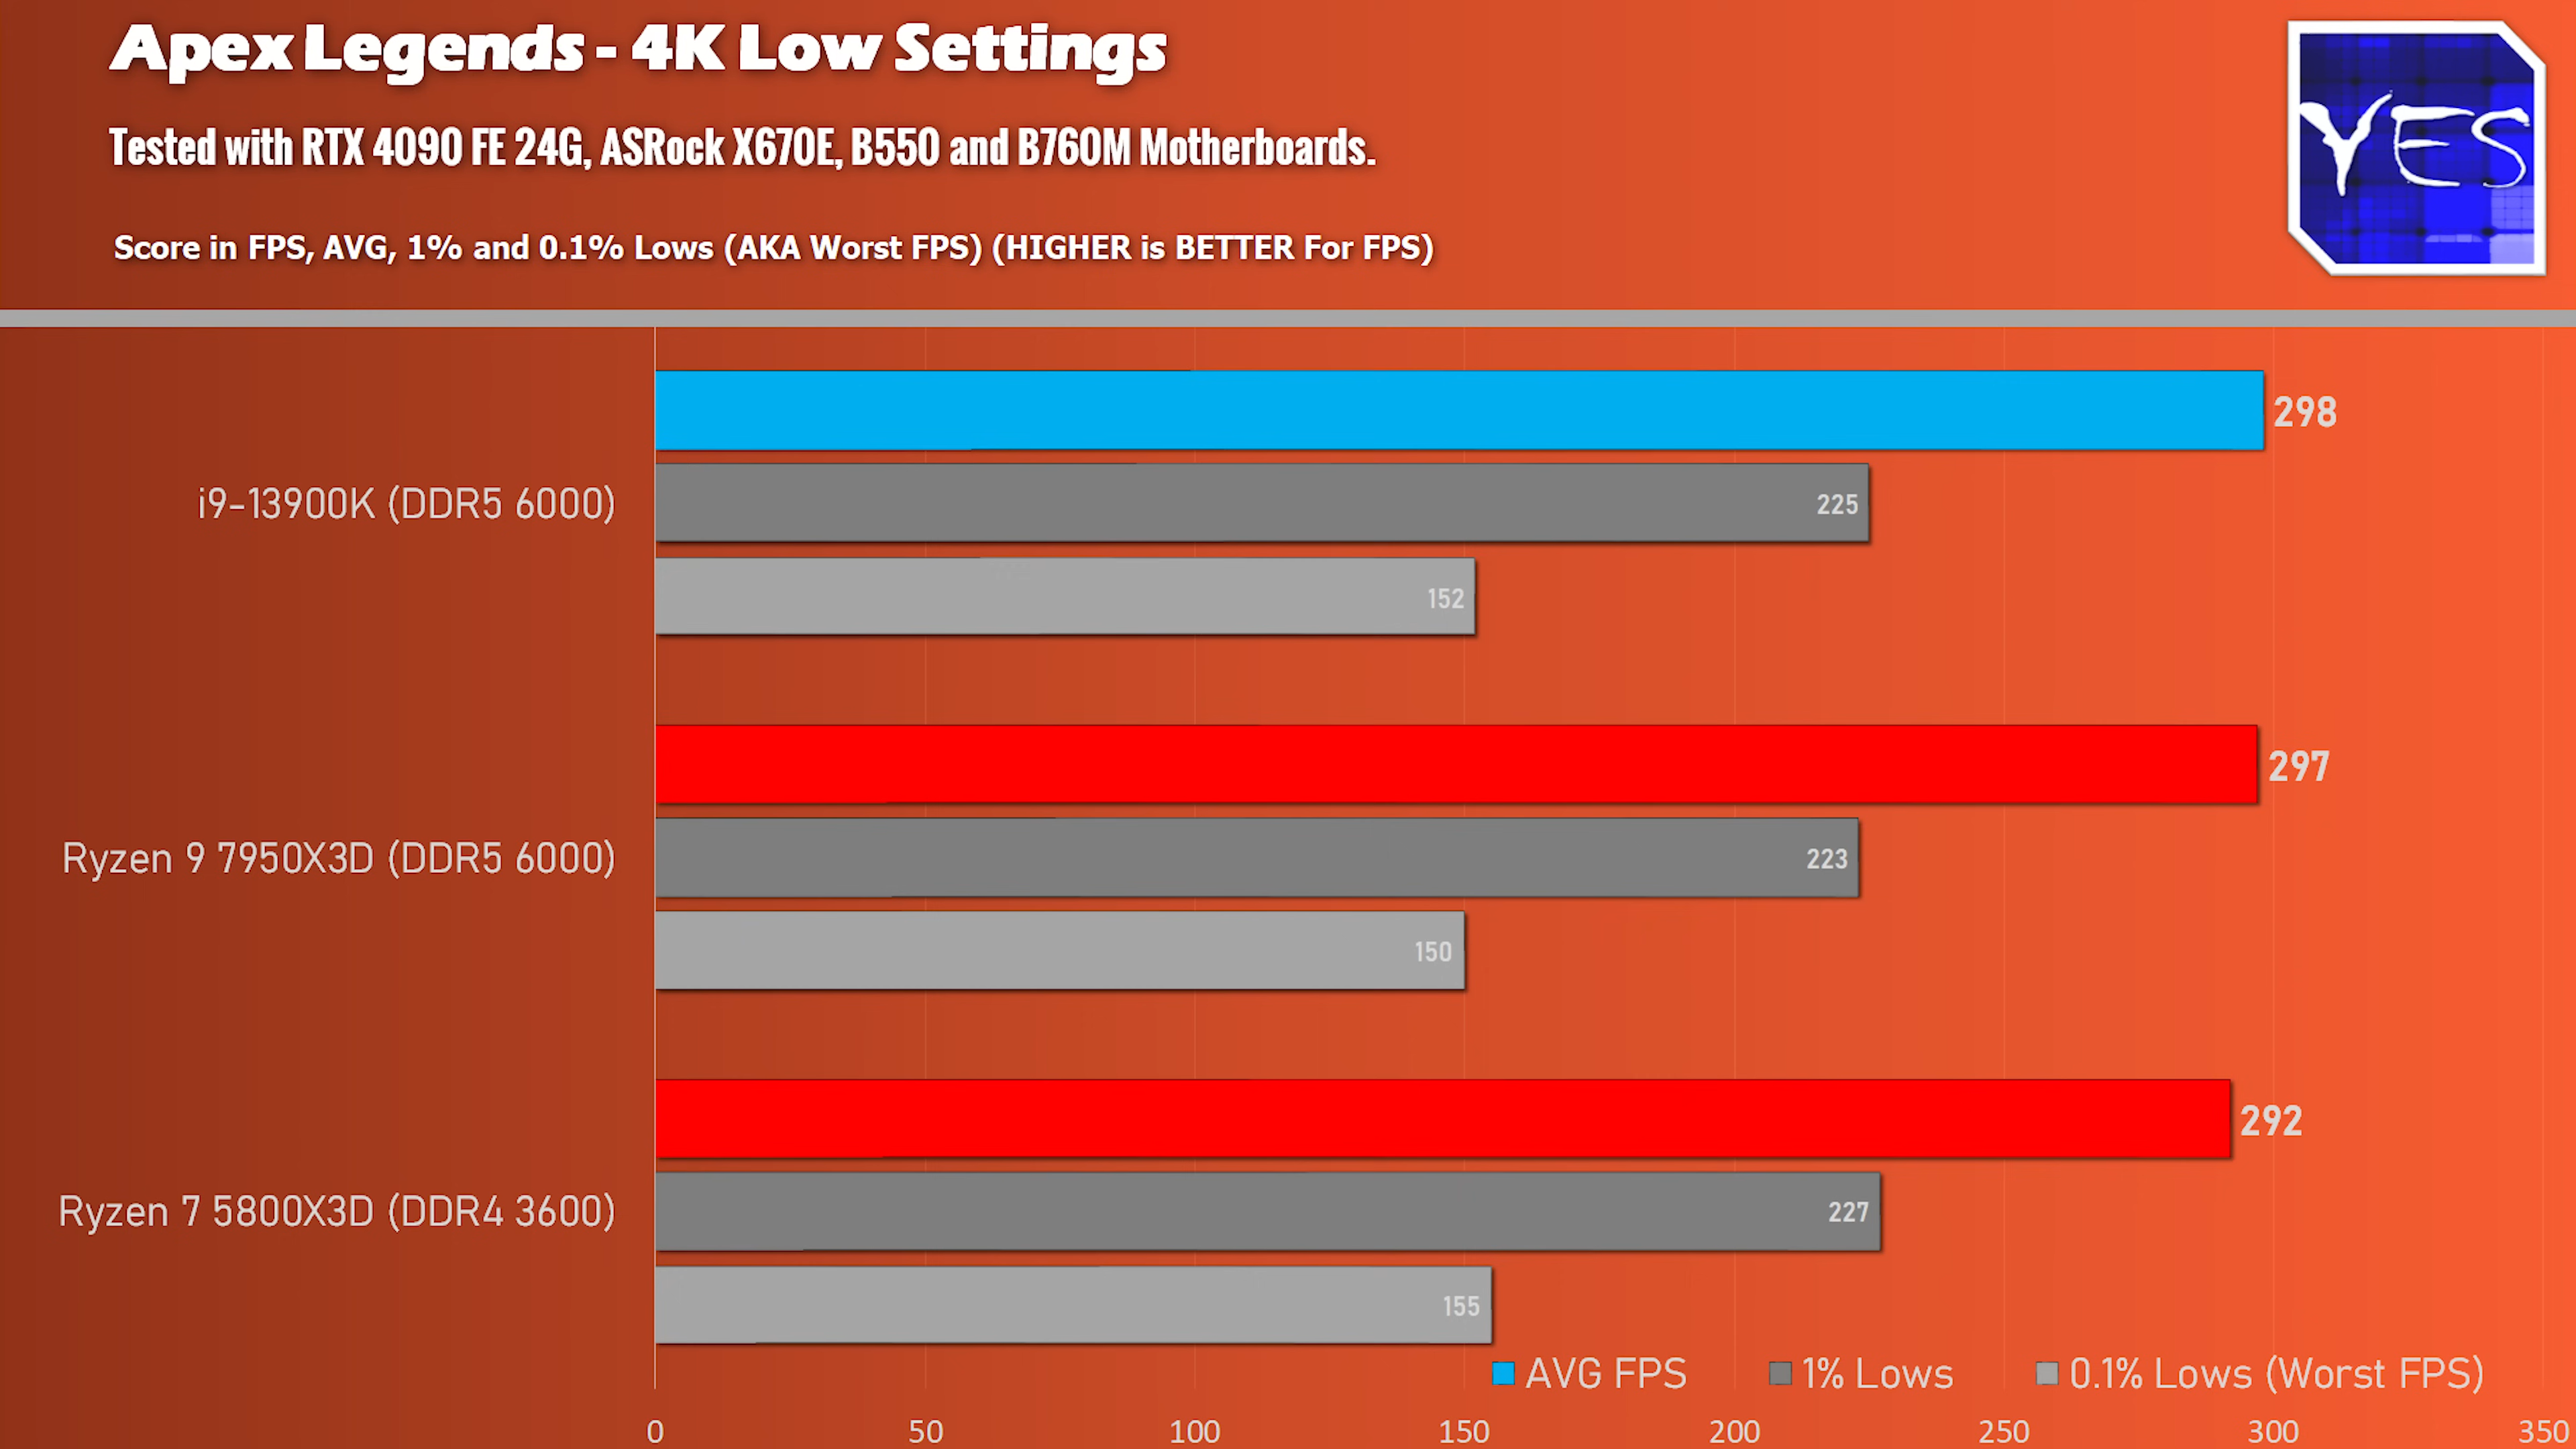 Apex Legends - 4K Low Settings
Tested with RTX 4090 FE 24G, ASRock X670E, B550 and B760M Motherboards.
Score in FPS, AVG, 1% and 0.1% Lows (AKA Worst FPS) (HIGHER is BETTER For FPS)
YES
298
i9-13900K (DDR5 6000)
225
152
297
Ryzen 9 7950X3D (DDR5 6000)
223
150
292
Ryzen 7 5800X3D (DDR4 3600)
227
155
AVG FPS 1% Lows 0.1% Lows (Worst FPS)
0 50 100 150 200 250 300 350